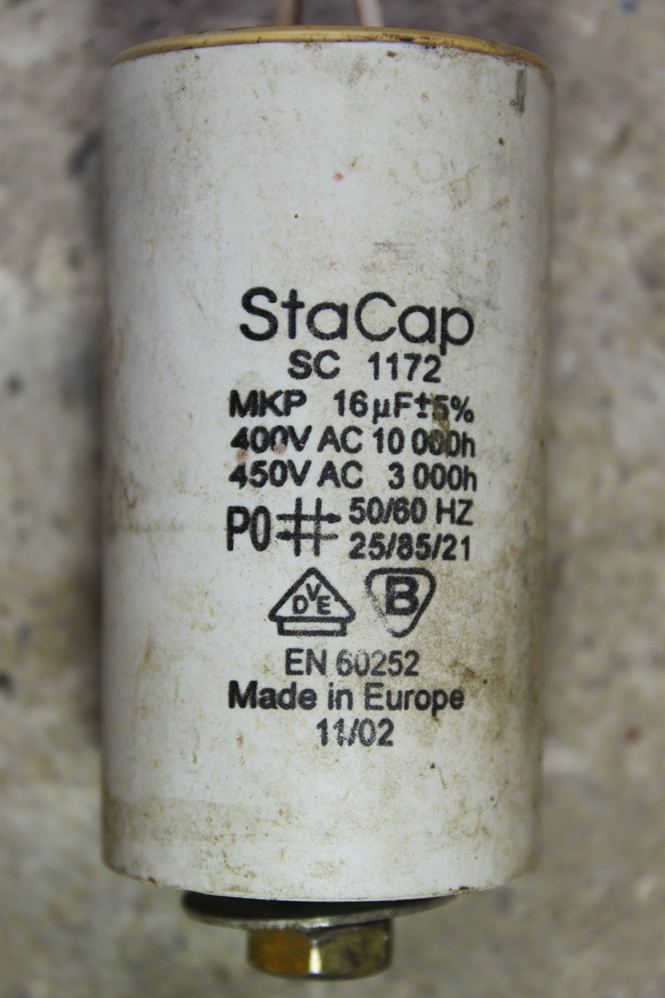 StaCap
SC 1172
MKP 16µF±5%
400V AC 10 000h
450V AC 3 000h
P0 50/60 HZ
25/85/21
DVE
B
EN 60252
Made in Europe
11/02